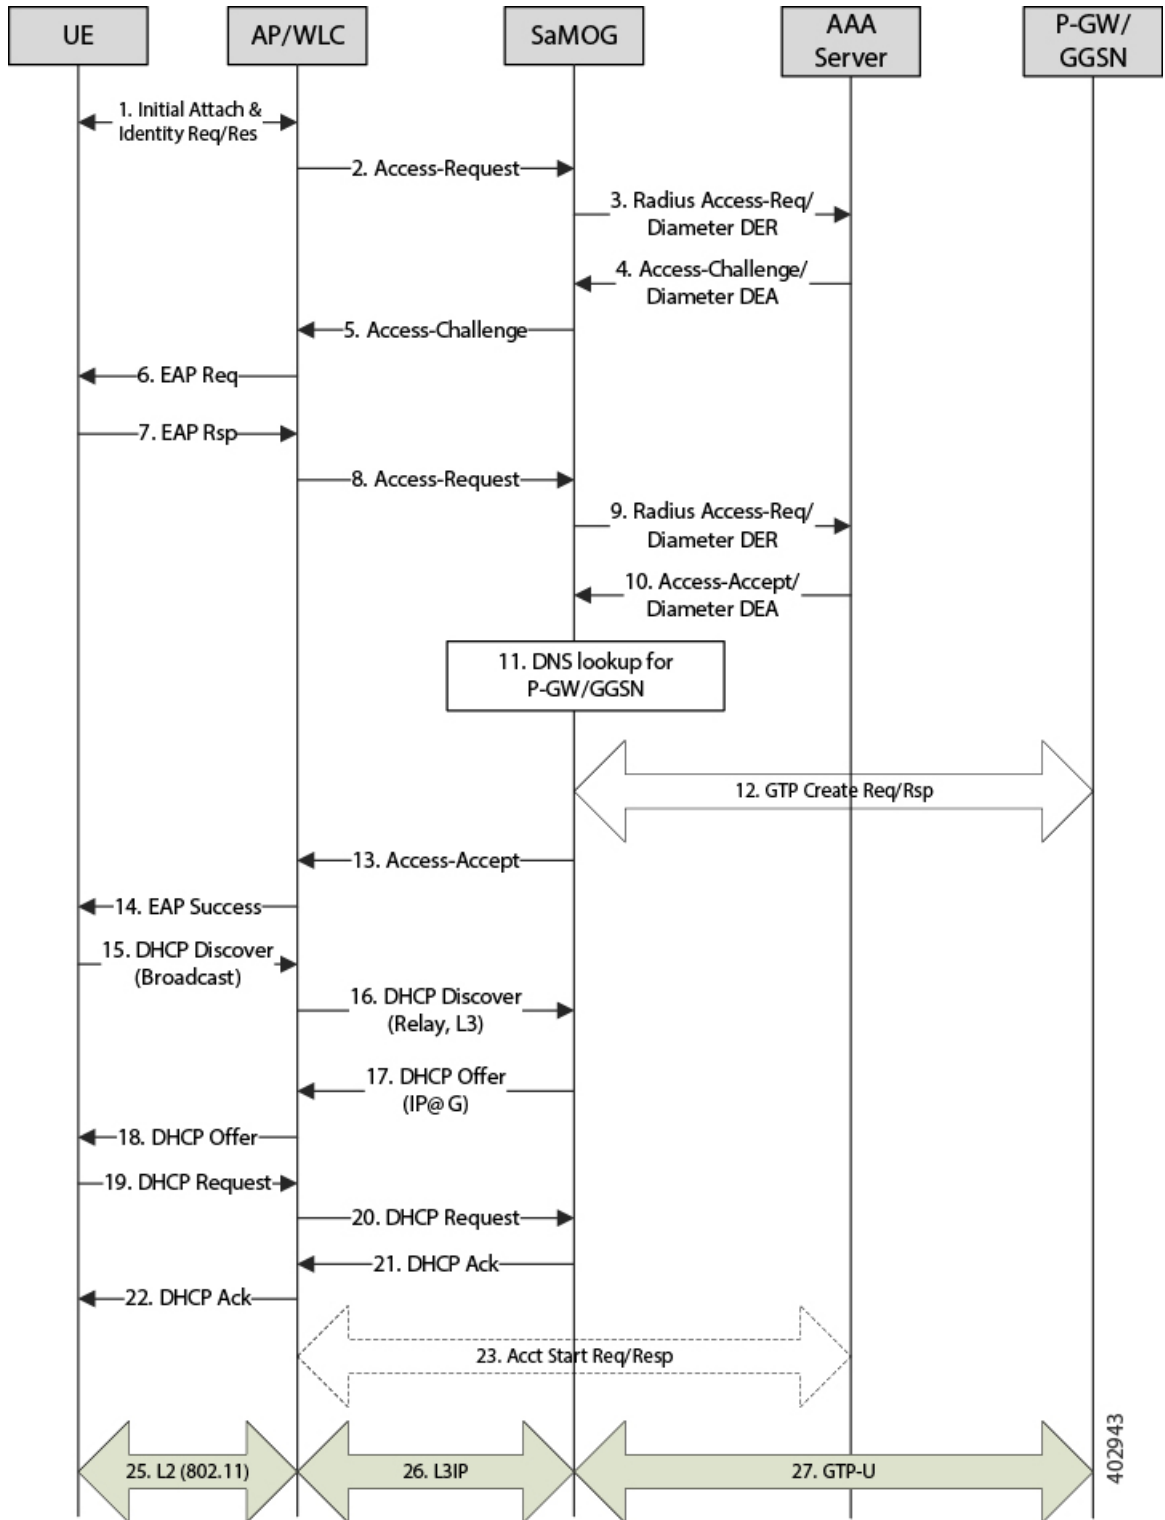 UE
AP/WLC
SaMOG
AAA
Server
P-GW/
GGSN
1. Initial Attach &
Identity Req/Res
2. Access-Request
3. Radius Access-Req/
Diameter DER
4. Access-Challenge/
Diameter DEA
5. Access-Challenge
6. EAP Req
7. EAP Rsp
8. Access-Request
9. Radius Access-Req/
Diameter DER
10. Access-Accept/
Diameter DEA
11. DNS lookup for
P-GW/GGSN
12. GTP Create Req/Rsp
13. Access-Accept
14. EAP Success
15. DHCP Discover
(Broadcast)
16. DHCP Discover
(Relay, L3)
17. DHCP Offer
(IP@ G)
18. DHCP Offer
19. DHCP Request
20. DHCP Request
21. DHCP Ack
22. DHCP Ack
23. Acct Start Req/Resp
25. L2 (802.11)
26. L3IP
27. GTP-U
402943